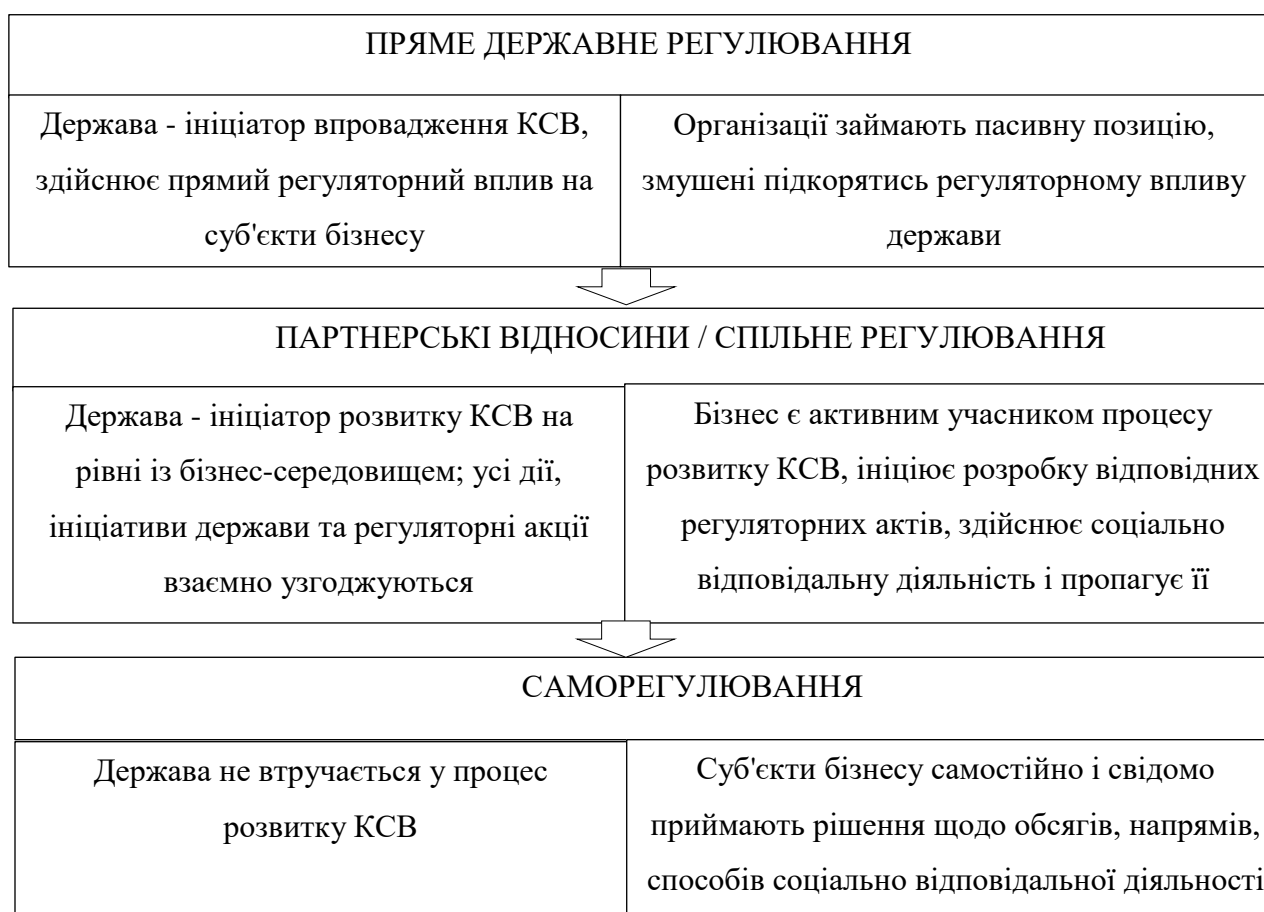 ПРЯМЕ ДЕРЖАВНЕ РЕГУЛЮВАННЯ
Держава - ініціатор впровадження КСВ,
здійснює прямий регуляторний вплив на
суб'єкти бізнесу
Організації займають пасивну позицію,
змушені підкорятись регуляторному впливу
держави
ПАРТНЕРСЬКІ ВІДНОСИНИ / СПІЛЬНЕ РЕГУЛЮВАННЯ
Держава - ініціатор розвитку КСВ на
рівні із бізнес-середовищем; усі дії,
ініціативи держави та регуляторні акції
взаємно узгоджуються
Бізнес є активним учасником процесу
розвитку КСВ, ініціює розробку відповідних
регуляторних актів, здійснює соціально
відповідальну діяльність і пропагує її
САМОРЕГУЛЮВАННЯ
Держава не втручається у процес
розвитку КСВ
Суб'єкти бізнесу самостійно і свідомо
приймають рішення щодо обсягів, напрямів,
способів соціально відповідальної діяльності